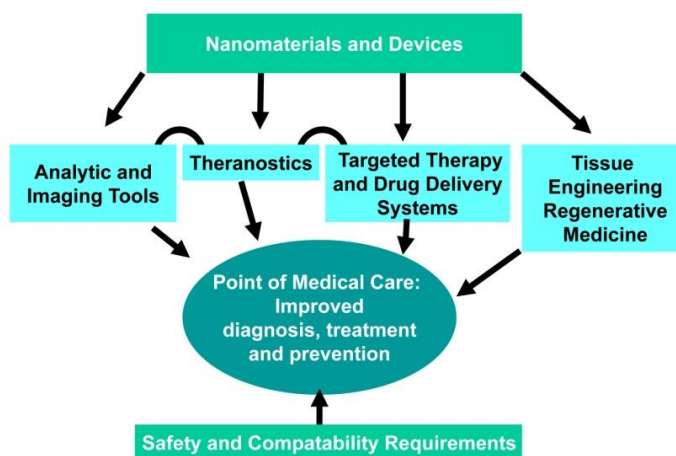 Nanomaterials and Devices
Analytic and
Imaging Tools
Theranostics
Targeted Therapy
and Drug Delivery
Systems
Tissue
Engineering
Regenerative
Medicine
Point of Medical Care:
Improved
diagnosis, treatment
and prevention
Safety and Compatability Requirements